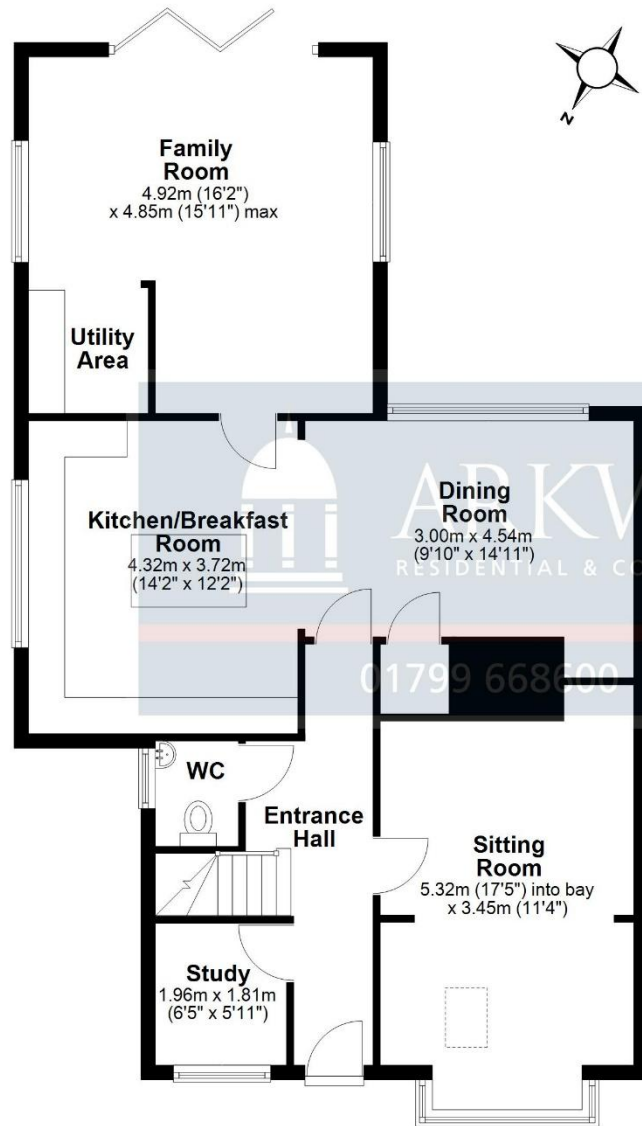 N
Family
Room
4.92m (16'2")
x 4.85m (15'11") max
Utility
Area
Kitchen/Breakfast
Room
4.32m x 3.72m
(14'2" x 12'2")
Dining
Room
3.00m x 4.54m
(9'10" x 14'11")
ARKW
RESIDENTIAL & CO
01799 668600
WC
Entrance
Hall
Sitting
Room
5.32m (17'5") into bay
x 3.45m (11'4")
Study
1.96m x 1.81m
(6'5" x 5'11")